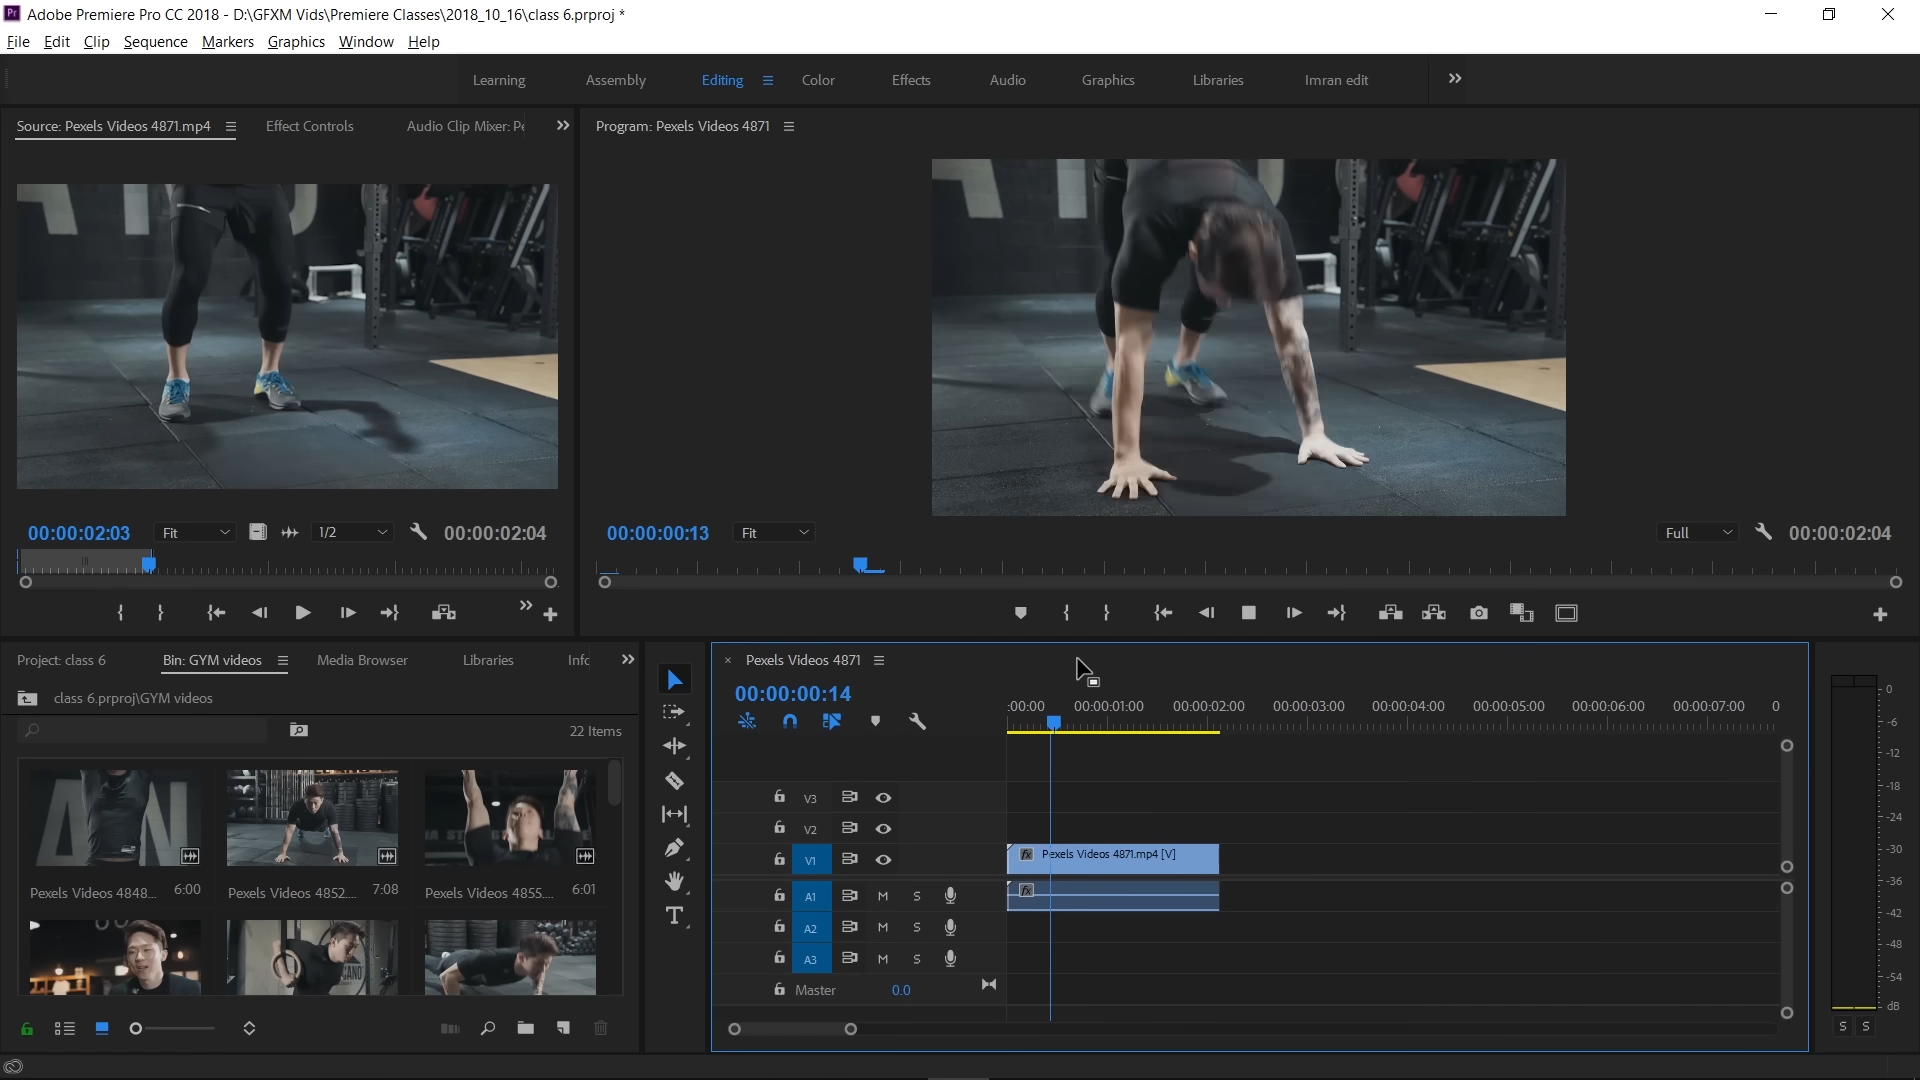 Pr Adobe Premiere Pro CC 2018 - D:\GFXM Vids\Premiere Classes\2018_10_16\class 6.prproj *
File Edit Clip Sequence Markers Graphics Window Help
Learning Assembly Editing Color Effects Audio Graphics Libraries Imran edit
Source: Pexels Videos 4871.mp4 Effect Controls Audio Clip Mixer: Pe
Program: Pexels Videos 4871
00:00:02:03 Fit 1/2 00:00:02:04
00:00:00:13 Fit Full 00:00:02:04
Project: class 6 Bin: GYM videos Media Browser Libraries Info
class 6.prproj\GYM videos
22 Items
Pexels Videos 4848... 6:00
Pexels Videos 4852.... 7:08
Pexels Videos 4855.... 6:01
× Pexels Videos 4871
00:00:00:14
:00:00 00:00:01:00 00:00:02:00 00:00:03:00 00:00:04:00 00:00:05:00 00:00:06:00 00:00:07:00 0
V3
V2
V1
fx Pexels Videos 4871.mp4 [V]
A1 M S
fx
A2 M S
A3 M S
Master 0.0
0
-6
-12
-18
-24
-30
-36
-42
-48
-54
dB
S S